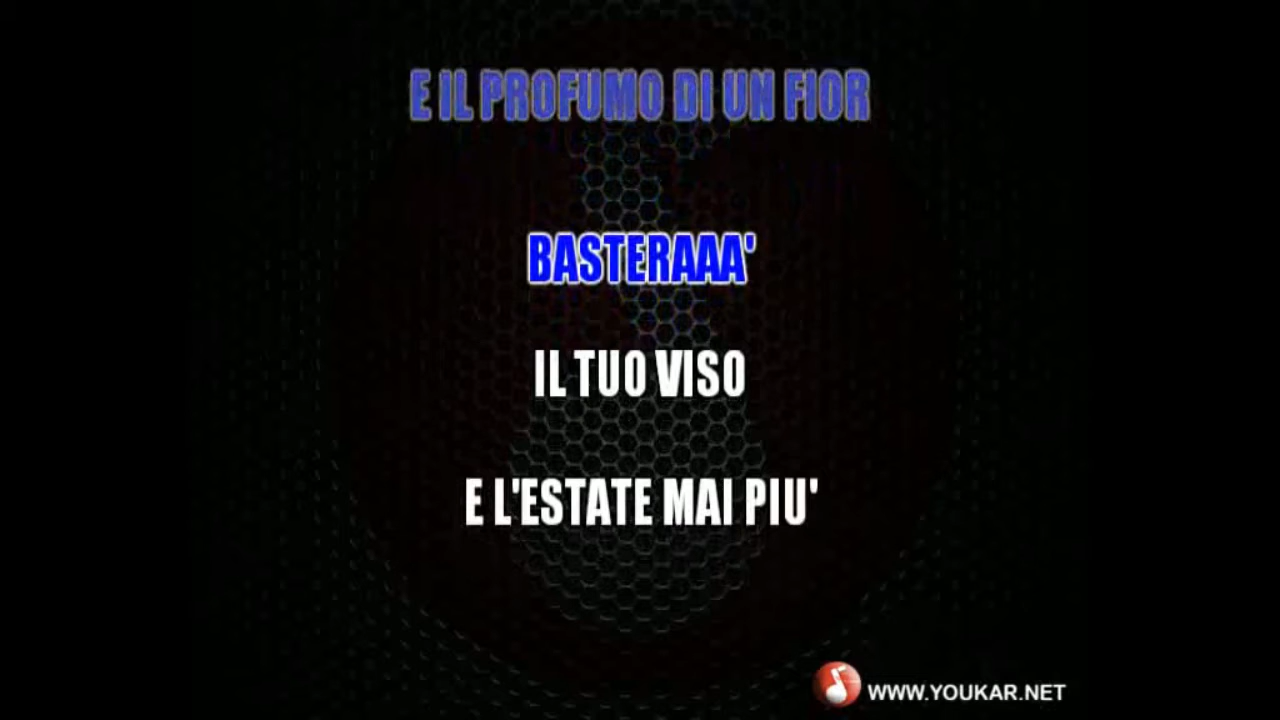 E IL PROFUMO DI UN FIOR
BASTERAAA'
IL TUO VISO
E L'ESTATE MAI PIU'
WWW.YOUKAR.NET